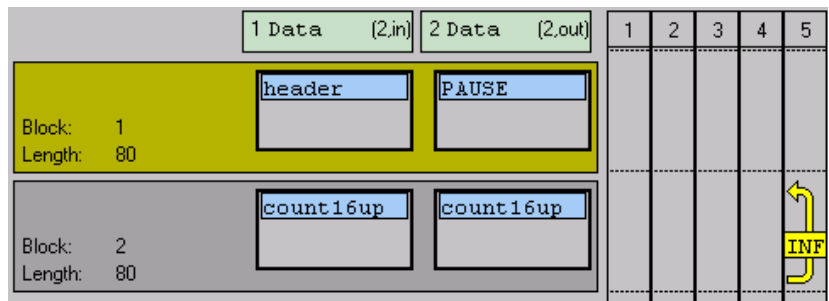 1 Data (2,in) 2 Data (2,out) 1 2 3 4 5
header PAUSE
Block: 1
Length: 80
count16up count16up
Block: 2 INF
Length: 80